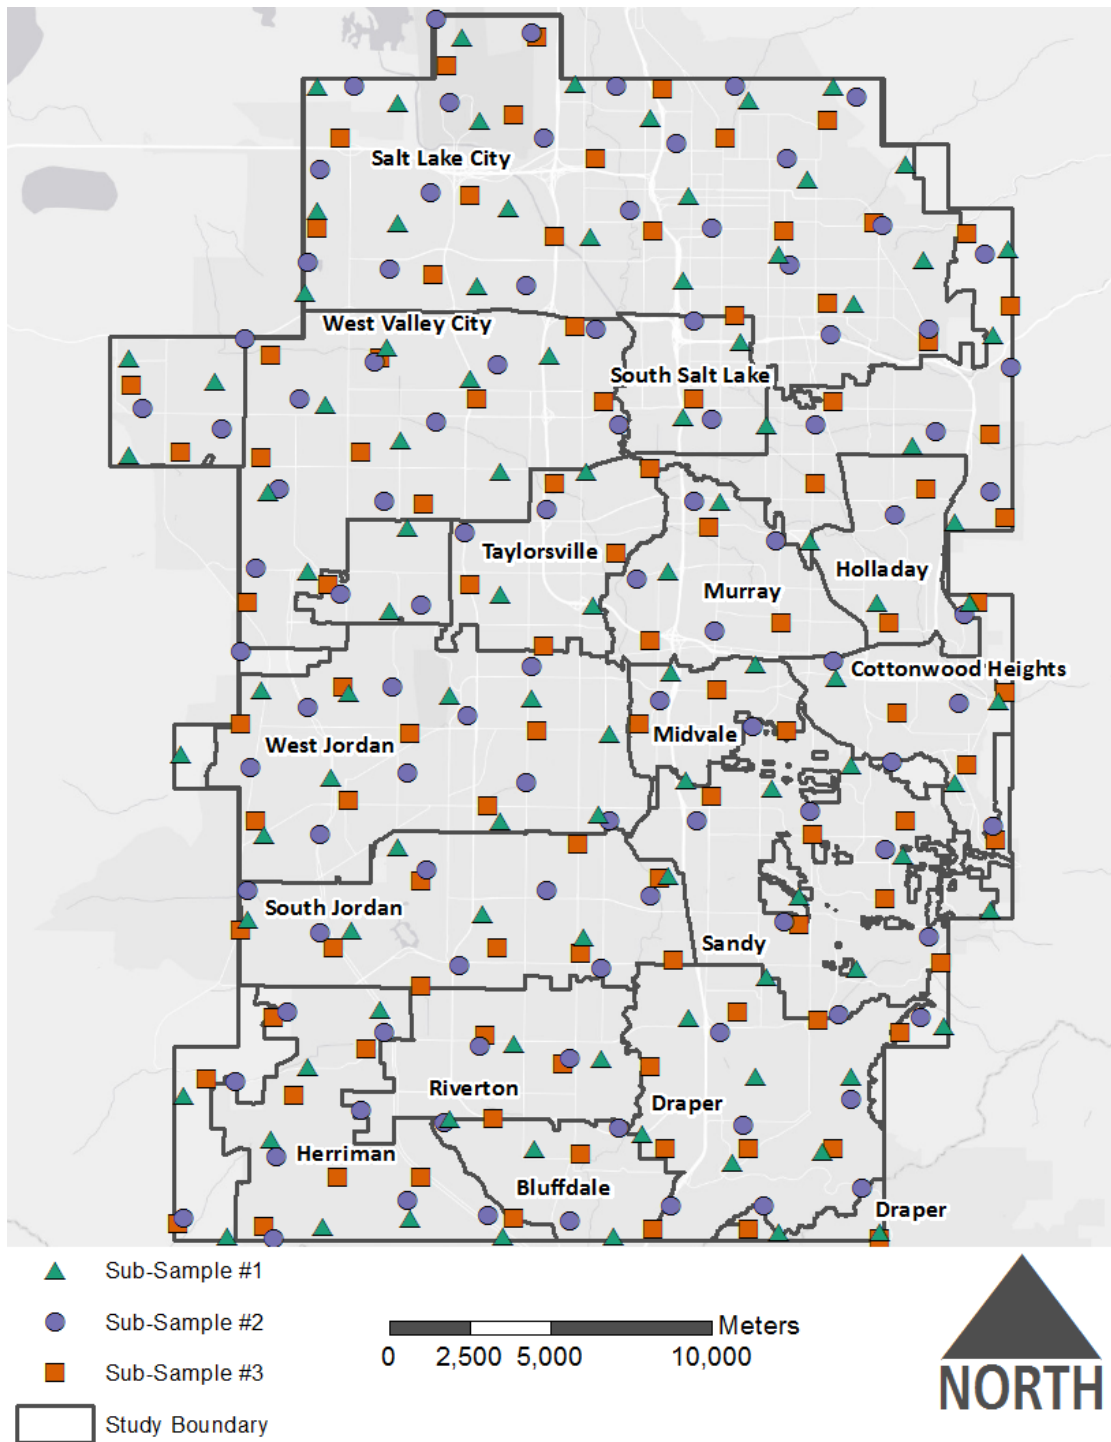 Salt Lake City
West Valley City
South Salt Lake
Taylorsville
Holladay
Murray
Cottonwood Heights
Midvale
West Jordan
South Jordan
Sandy
Riverton
Draper
Herriman
Bluffdale
Draper
Sub-Sample #1
Sub-Sample #2
Sub-Sample #3
Study Boundary
Meters
0 2,500 5,000 10,000
NORTH